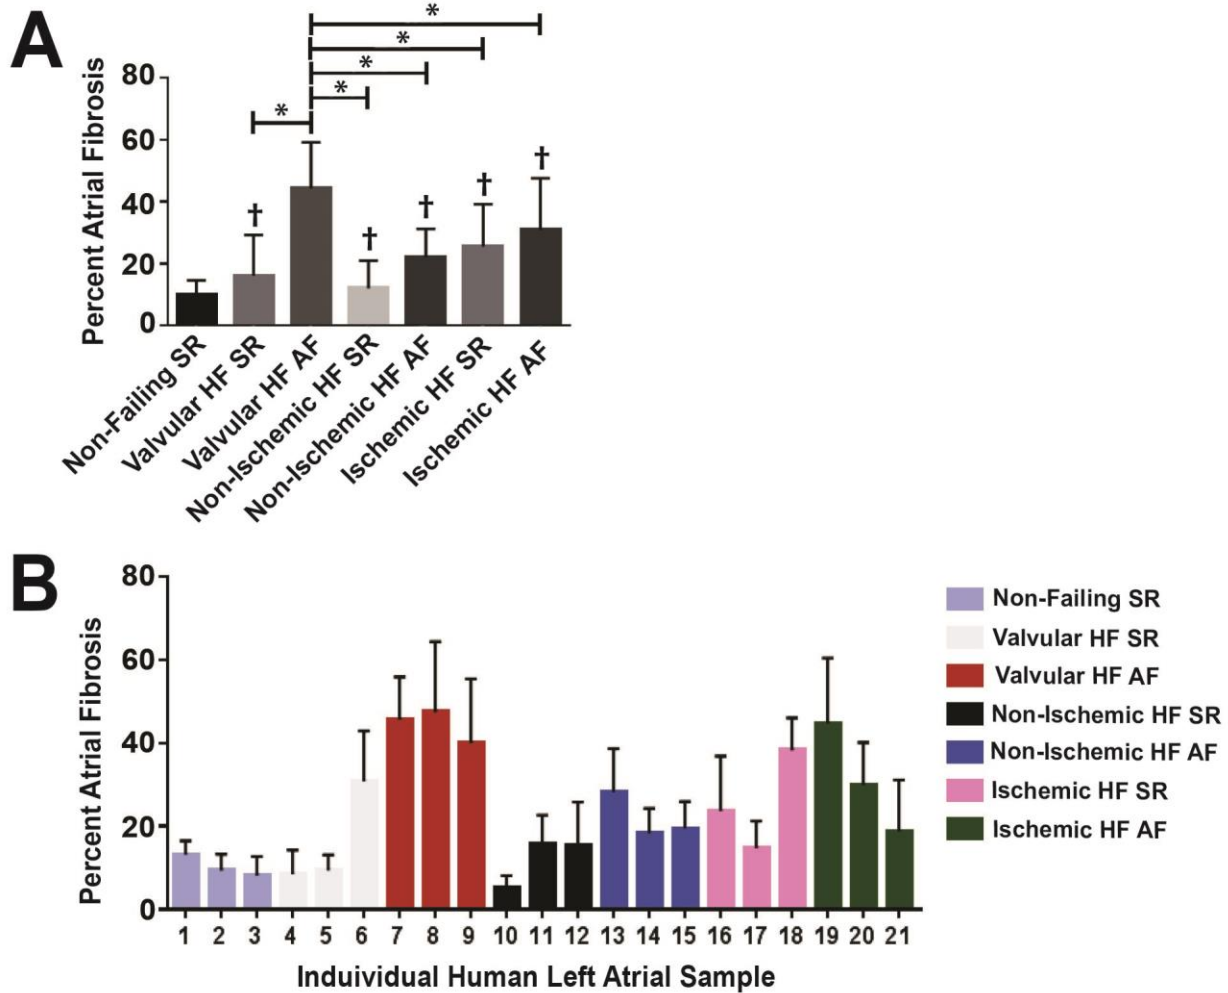 A
*
*
*
*
*
80
60
40
20
0
Percent Atrial Fibrosis
†
†
†
†
†
Non-Failing SR
Valvular HF SR
Valvular HF AF
Non-Ischemic HF SR
Non-Ischemic HF AF
Ischemic HF SR
Ischemic HF AF
B
80
60
40
20
0
Percent Atrial Fibrosis
1 2 3 4 5 6 7 8 9 10 11 12 13 14 15 16 17 18 19 20 21
Induividual Human Left Atrial Sample
Non-Failing SR
Valvular HF SR
Valvular HF AF
Non-Ischemic HF SR
Non-Ischemic HF AF
Ischemic HF SR
Ischemic HF AF